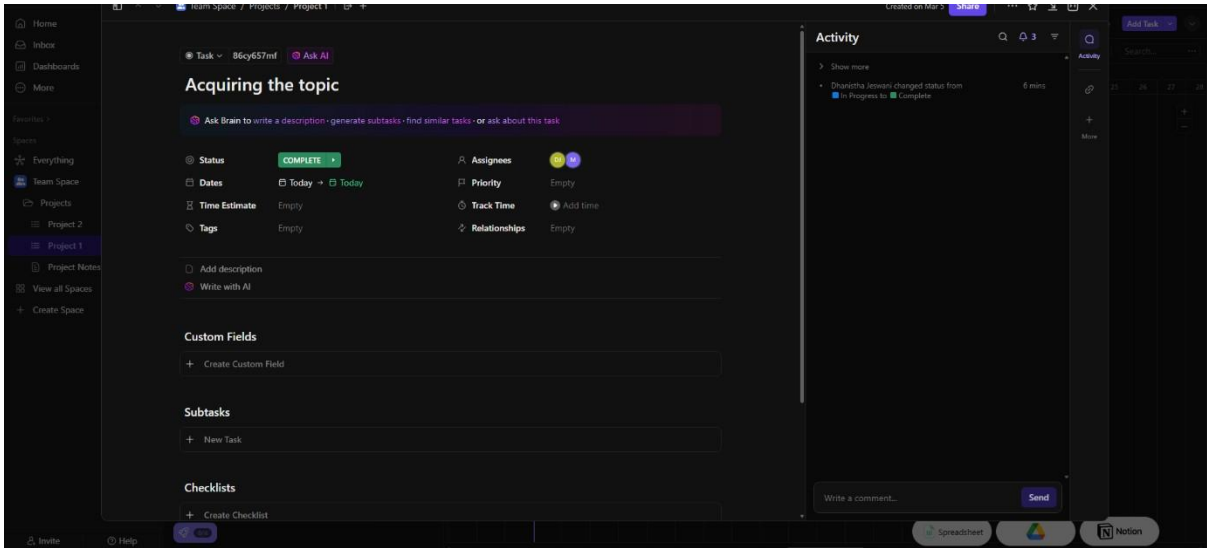 Team Space / Projects / Project 1
Created on Mar 5
Share
Home
Inbox
Dashboards
More
Favorites
Spaces
Everything
Team Space
Projects
Project 2
Project 1
Project Notes
View all Spaces
Create Space
Invite
Help
Task
86cy657mf
Ask AI
Acquiring the topic
Ask Brain to write a description · generate subtasks · find similar tasks · or ask about this task
Status
COMPLETE
Assignees
DJ
M
Dates
Today → Today
Priority
Empty
Time Estimate
Empty
Track Time
Add time
Tags
Empty
Relationships
Empty
Add description
Write with AI
Custom Fields
+ Create Custom Field
Subtasks
+ New Task
Checklists
+ Create Checklist
Activity
3
Show more
Dhanistha Jeswani changed status from
6 mins
In Progress to Complete
Write a comment...
Send
Activity
More
Add Task
Search...
25 26 27 28
Spreadsheet
Notion